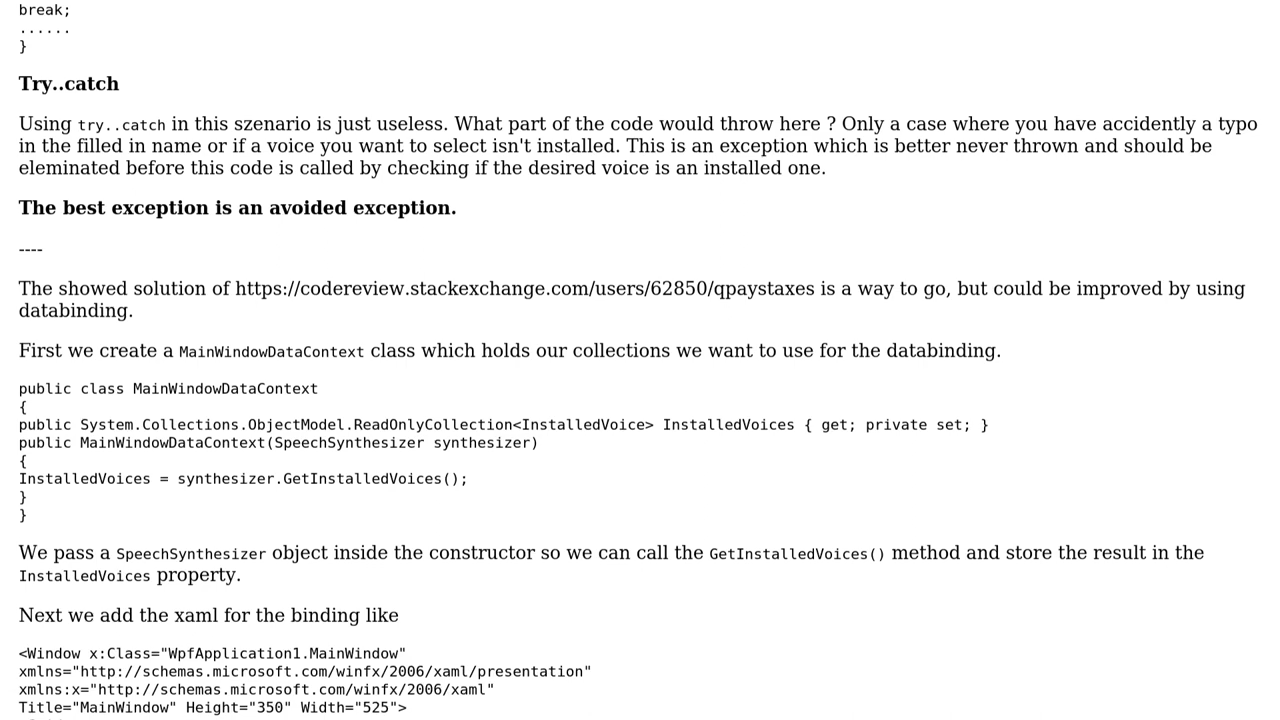 break;
......
}
Try..catch
Using try..catch in this szenario is just useless. What part of the code would throw here ? Only a case where you have accidently a typo
in the filled in name or if a voice you want to select isn't installed. This is an exception which is better never thrown and should be
eleminated before this code is called by checking if the desired voice is an installed one.
The best exception is an avoided exception.
----
The showed solution of https://codereview.stackexchange.com/users/62850/qpaystaxes is a way to go, but could be improved by using
databinding.
First we create a MainWindowDataContext class which holds our collections we want to use for the databinding.
public class MainWindowDataContext
{
public System.Collections.ObjectModel.ReadOnlyCollection<InstalledVoice> InstalledVoices { get; private set; }
public MainWindowDataContext(SpeechSynthesizer synthesizer)
{
InstalledVoices = synthesizer.GetInstalledVoices();
}
}
We pass a SpeechSynthesizer object inside the constructor so we can call the GetInstalledVoices() method and store the result in the
InstalledVoices property.
Next we add the xaml for the binding like
<Window x:Class="WpfApplication1.MainWindow"
xmlns="http://schemas.microsoft.com/winfx/2006/xaml/presentation"
xmlns:x="http://schemas.microsoft.com/winfx/2006/xaml"
Title="MainWindow" Height="350" Width="525">